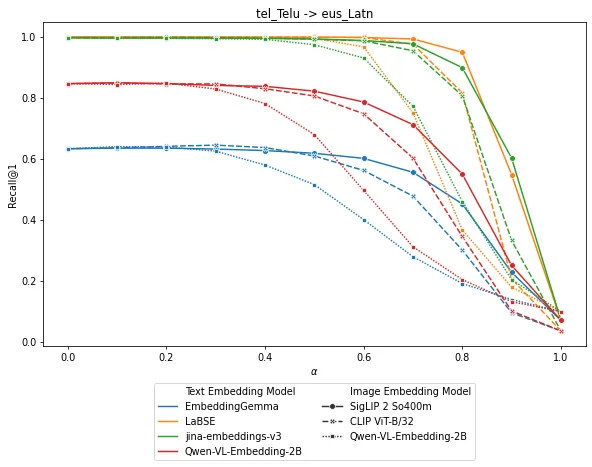 tel_Telu -> eus_Latn
Recall@1
1.0
0.8
0.6
0.4
0.2
0.0
0.0 0.2 0.4 0.6 0.8 1.0
α
Text Embedding Model
EmbeddingGemma
LaBSE
jina-embeddings-v3
Qwen-VL-Embedding-2B
Image Embedding Model
SigLIP 2 So400m
CLIP ViT-B/32
Qwen-VL-Embedding-2B